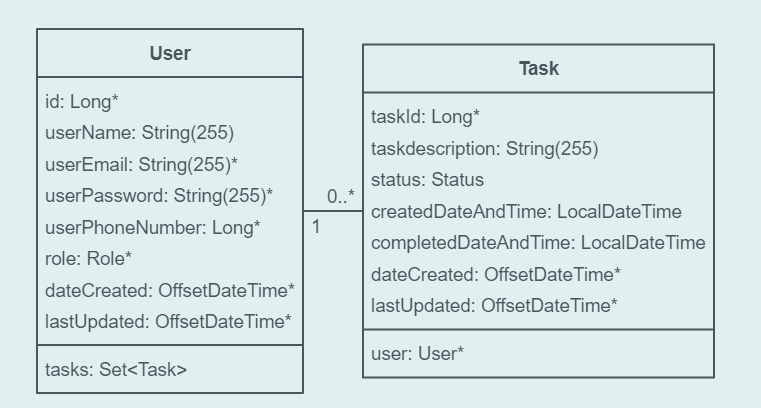 User
id: Long*
userName: String(255)
userEmail: String(255)*
userPassword: String(255)*
userPhoneNumber: Long*
role: Role*
dateCreated: OffsetDateTime*
lastUpdated: OffsetDateTime*
tasks: Set<Task>
0..*
1
Task
taskId: Long*
taskdescription: String(255)
status: Status
createdDateAndTime: LocalDateTime
completedDateAndTime: LocalDateTime
dateCreated: OffsetDateTime*
lastUpdated: OffsetDateTime*
user: User*